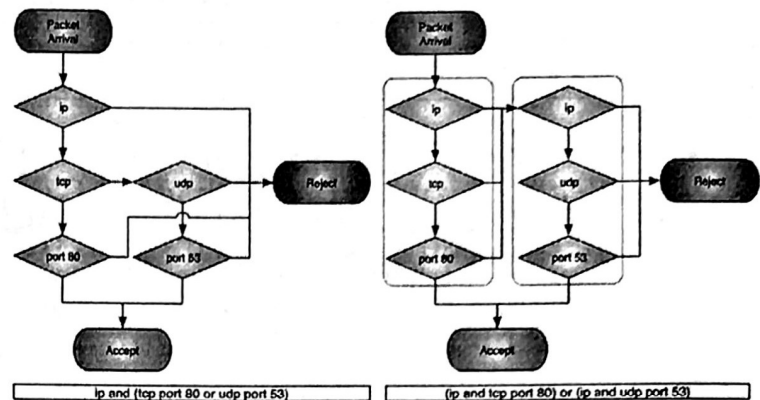 Packet
Arrival
ip
tcp
udp
Reject
port 80
port 53
Accept
ip and (tcp port 80 or udp port 53)
Packet
Arrival
ip
ip
tcp
udp
Reject
port 80
port 53
Accept
(ip and tcp port 80) or (ip and udp port 53)